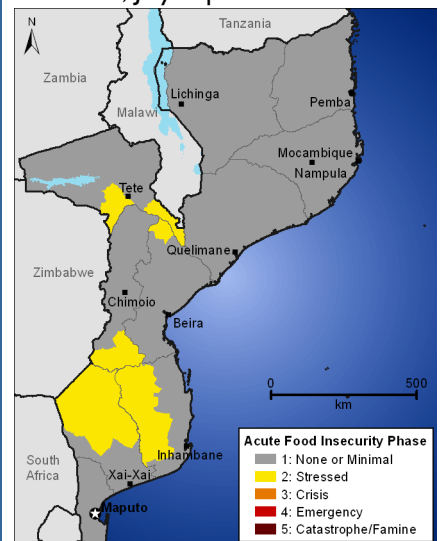 Tanzania
N
Zambia
Lichinga
Pemba
Malawi
Mocambique
Nampula
Tete
Quelimane
Zimbabwe
Chimoio
Beira
0 500
km
Acute Food Insecurity Phase
1: None or Minimal
2: Stressed
3: Crisis
4: Emergency
5: Catastrophe/Famine
Inhambane
South
Africa
Xai-Xai
Maputo